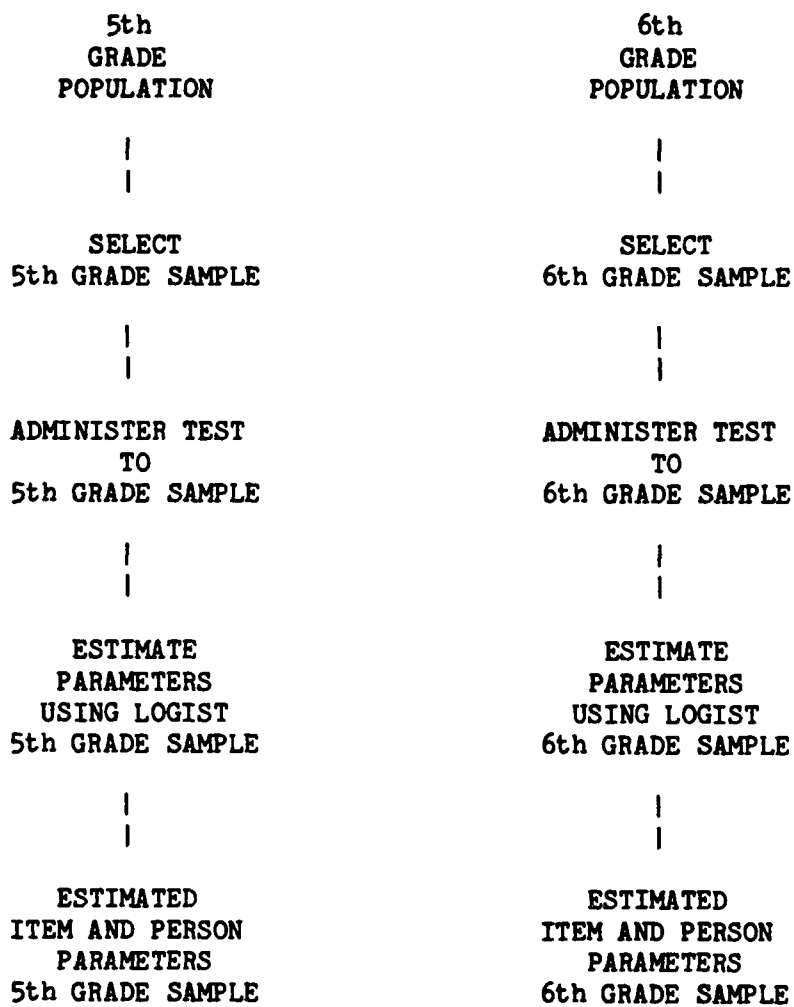 5th
GRADE
POPULATION
SELECT
5th GRADE SAMPLE
ADMINISTER TEST
TO
5th GRADE SAMPLE
ESTIMATE
PARAMETERS
USING LOGIST
5th GRADE SAMPLE
ESTIMATED
ITEM AND PERSON
PARAMETERS
5th GRADE SAMPLE
6th
GRADE
POPULATION
SELECT
6th GRADE SAMPLE
ADMINISTER TEST
TO
6th GRADE SAMPLE
ESTIMATE
PARAMETERS
USING LOGIST
6th GRADE SAMPLE
ESTIMATED
ITEM AND PERSON
PARAMETERS
6th GRADE SAMPLE